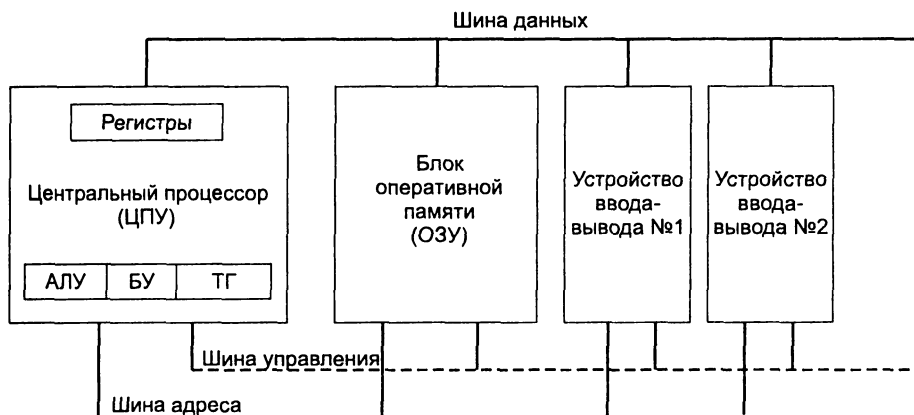 Шина данных
Регистры
Центральный процессор
(ЦПУ)
АЛУ БУ ТГ
Блок
оперативной
памяти
(ОЗУ)
Устройство
ввода-
вывода №1
Устройство
ввода-
вывода №2
Шина управления
Шина адреса